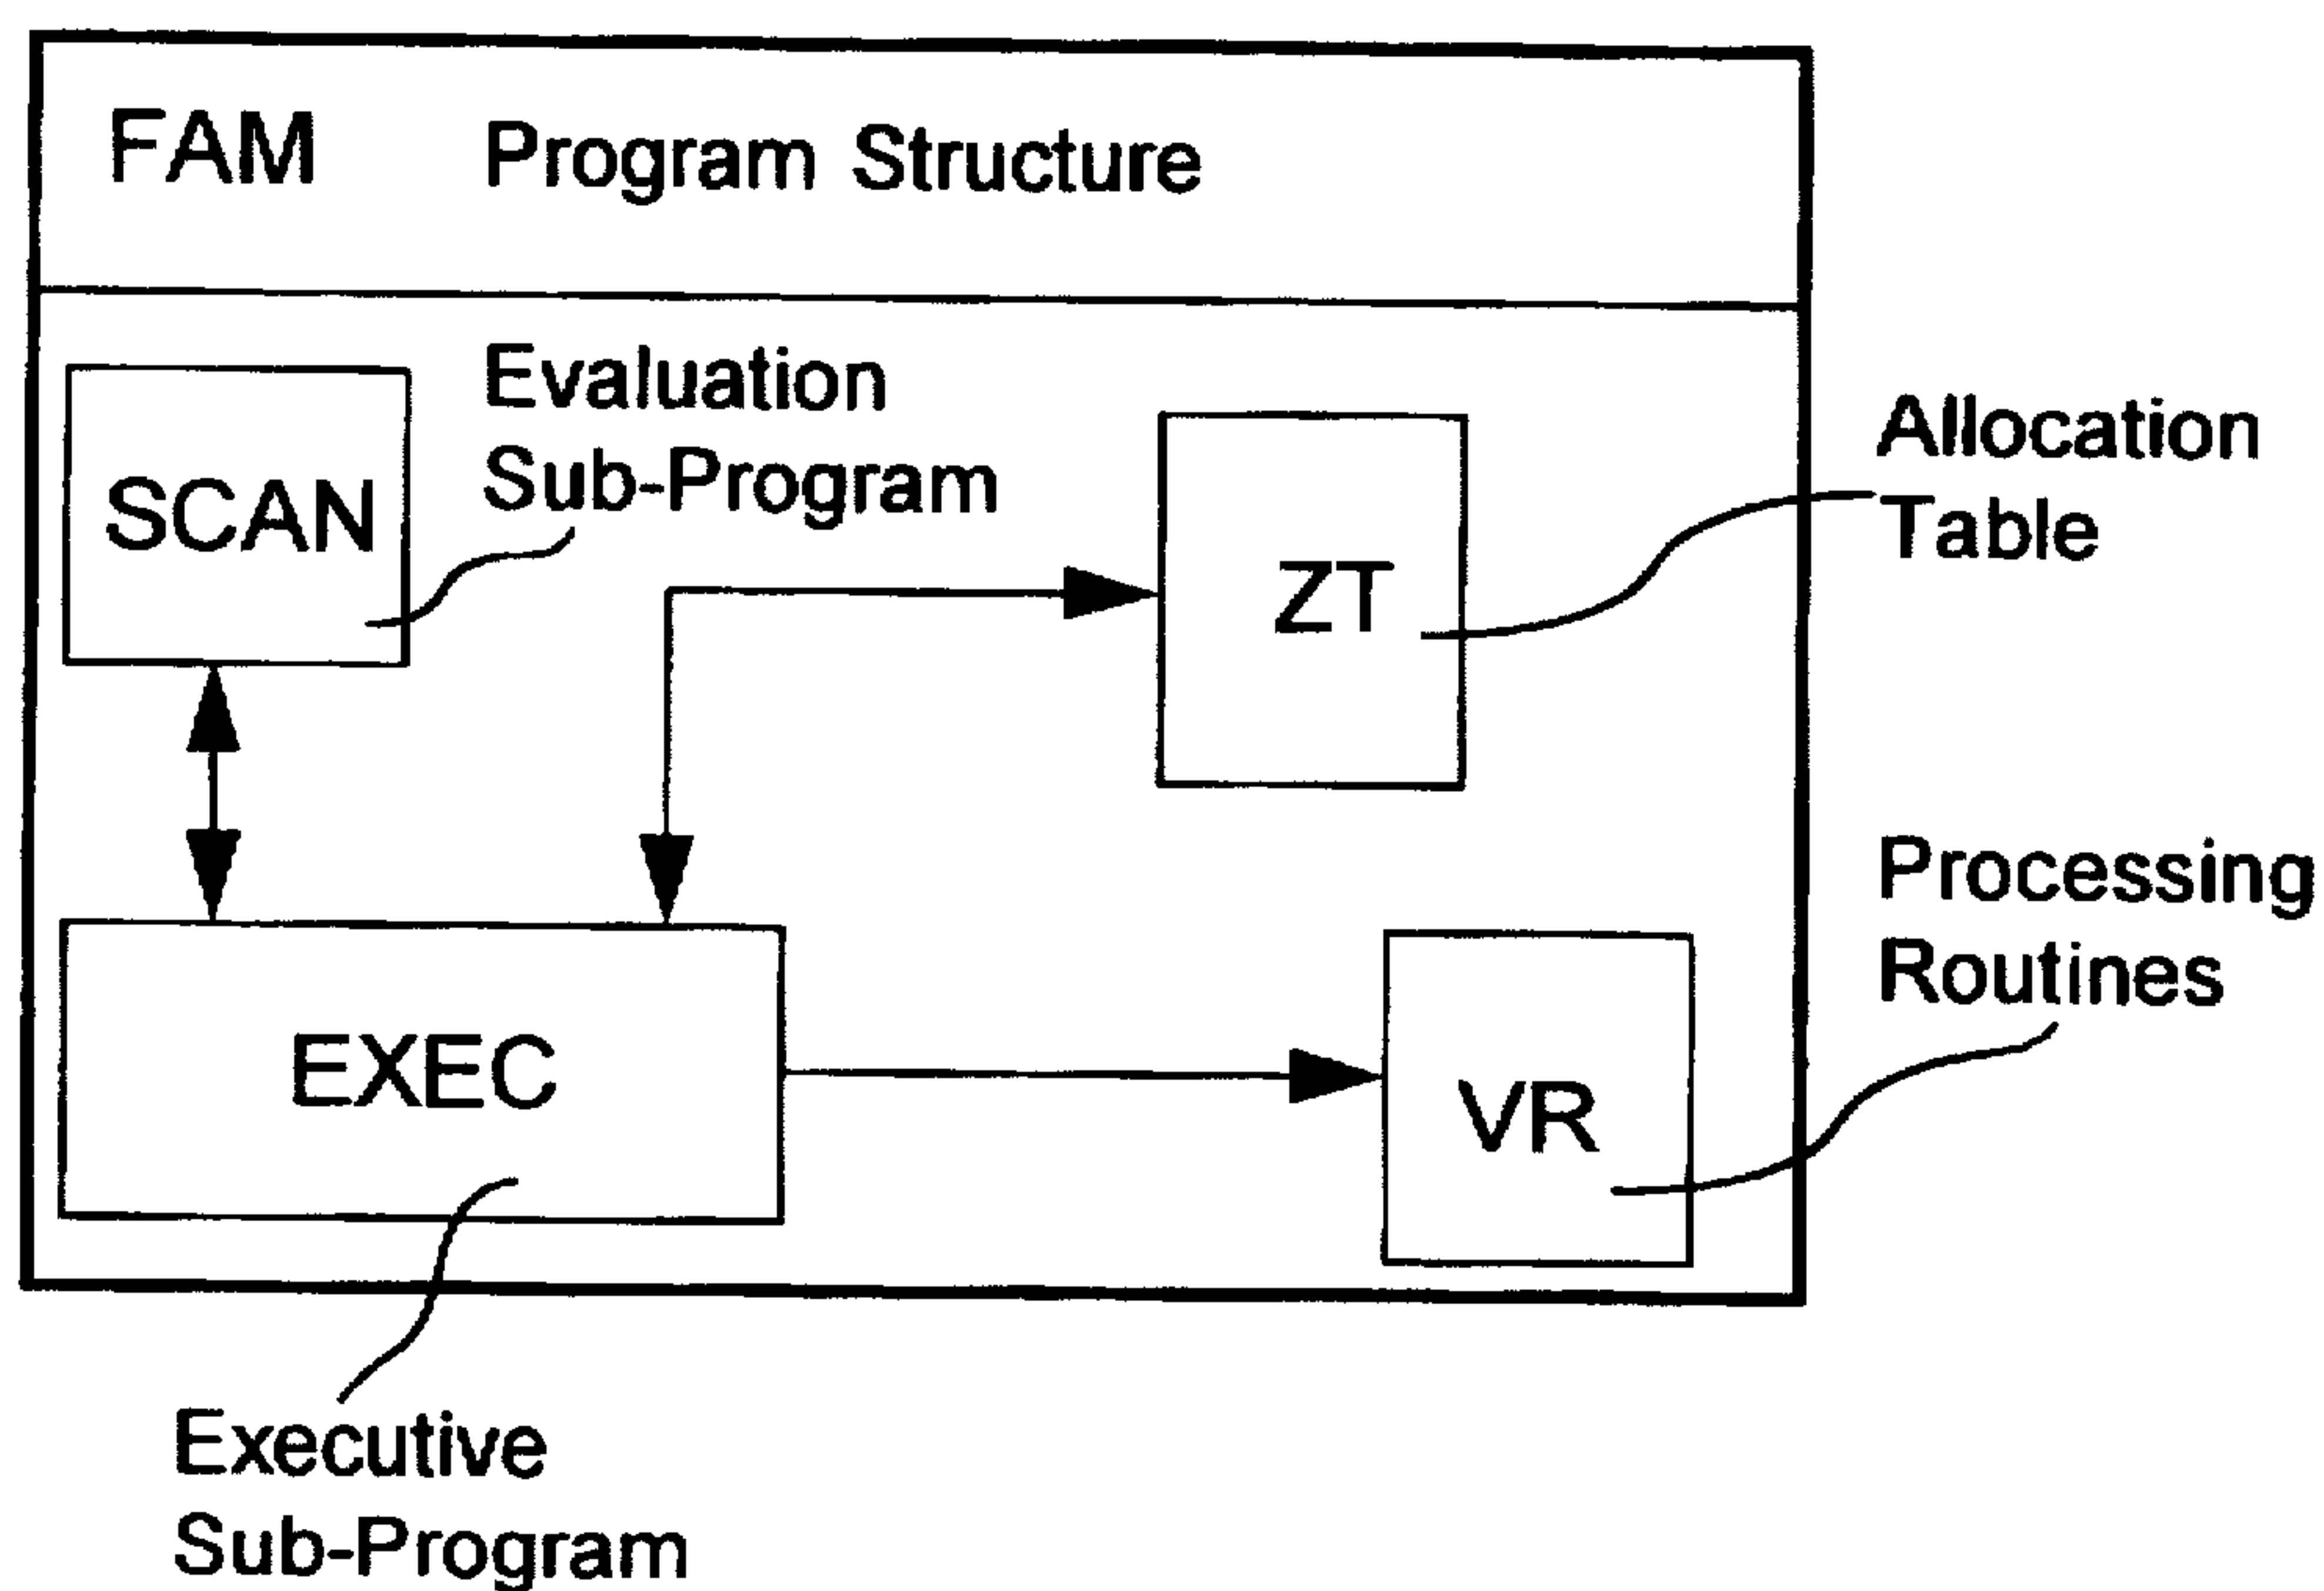 FAM Program Structure
Evaluation
Sub-Program
SCAN
Allocation
Table
ZT
Processing
Routines
EXEC
VR
Executive
Sub-Program